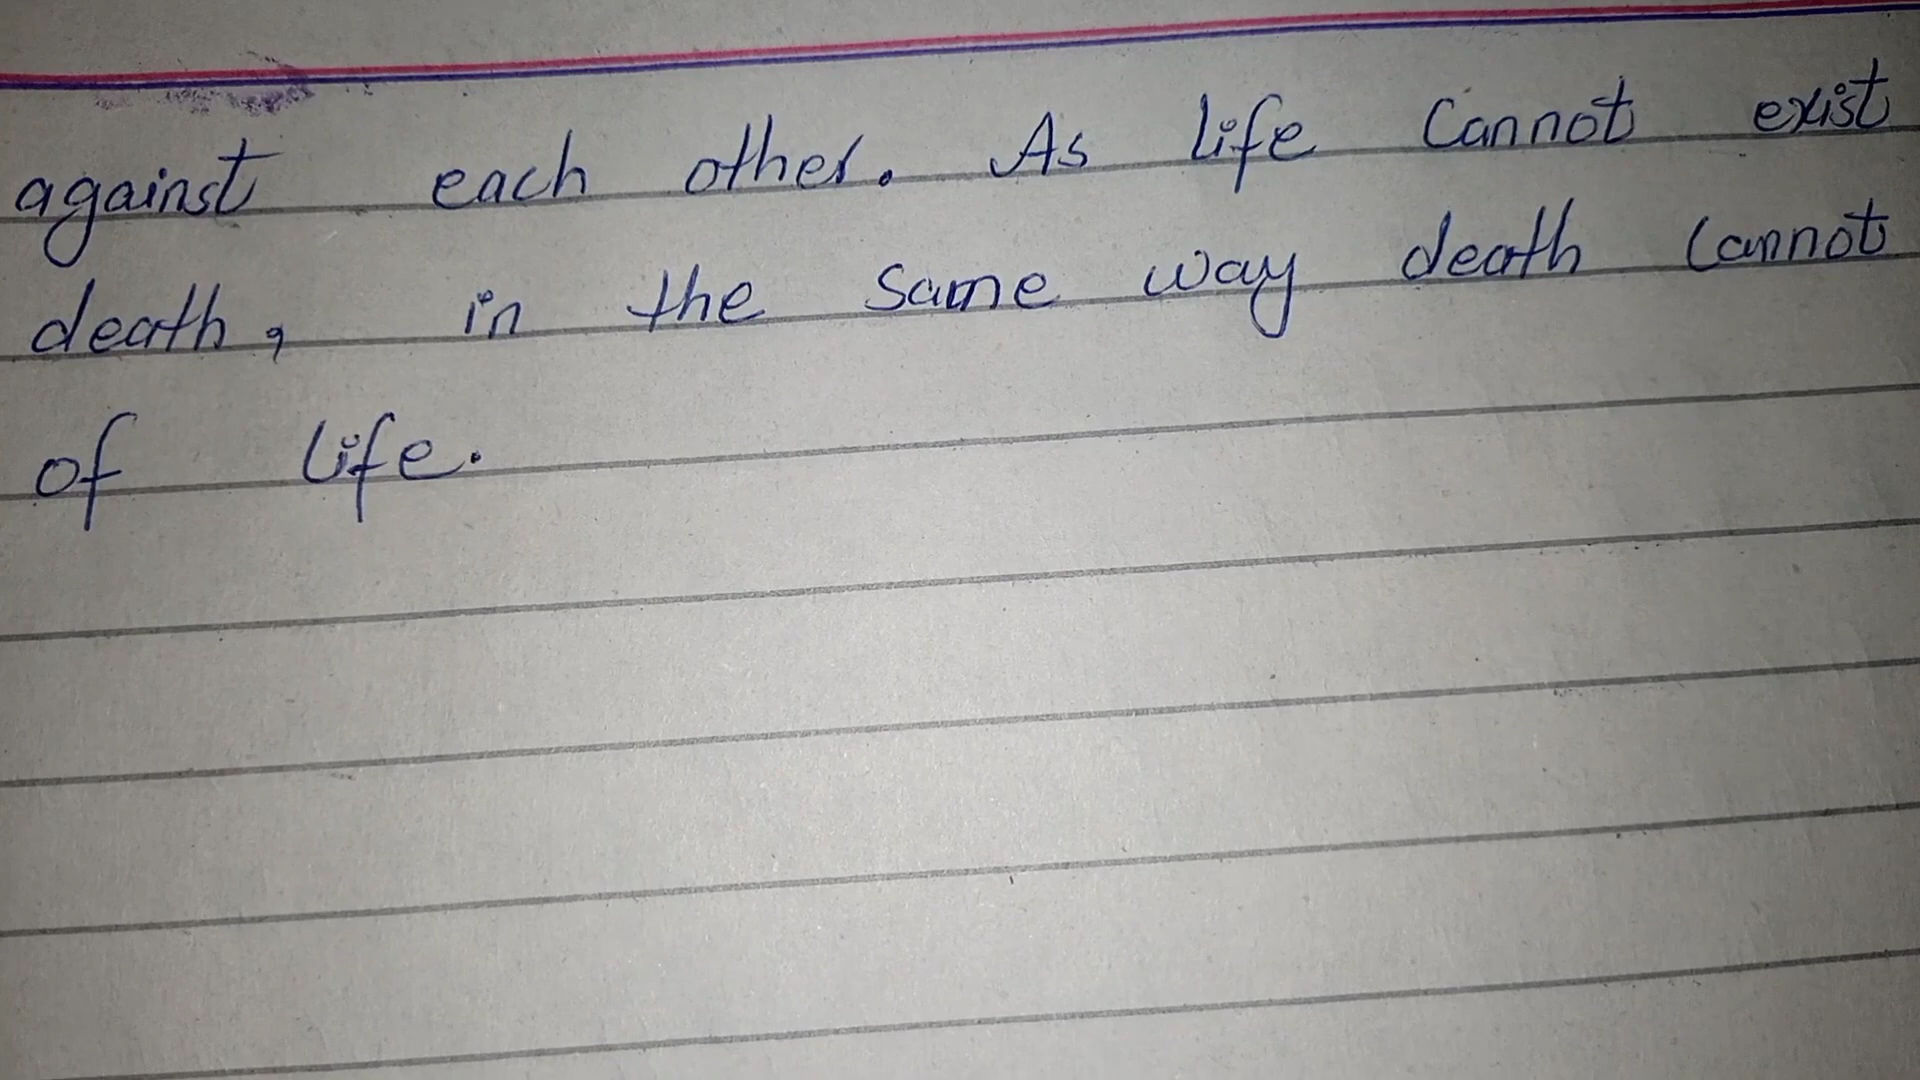 against each other. As life Cannot exist
death, in the same way death Cannot
of life.